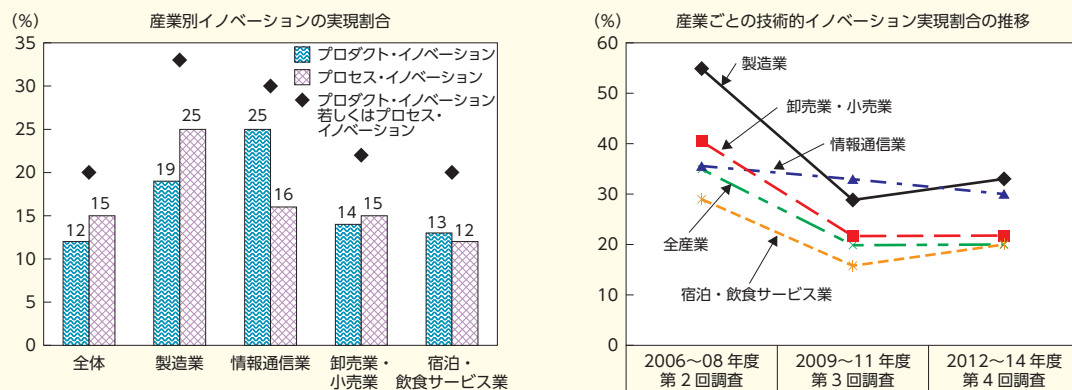 産業別イノベーションの実現割合
(%)
35
30
25
20
15
10
5
0
プロダクト・イノベーション
プロセス・イノベーション
プロダクト・イノベーション
若しくはプロセス・
イノベーション
12
15
19
25
25
16
14
15
13
12
全体
製造業
情報通信業
卸売業・
小売業
宿泊・
飲食サービス業
産業ごとの技術的イノベーション実現割合の推移
(%)
60
50
40
30
20
10
0
製造業
卸売業・小売業
情報通信業
全産業
宿泊・飲食サービス業
2006～08 年度
第2回調査
2009～11 年度
第3回調査
2012～14 年度
第4回調査